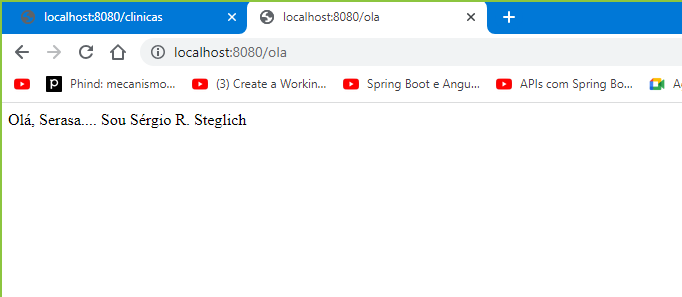 localhost:8080/clinicas
localhost:8080/ola
localhost:8080/ola
Phind: mecanismo...
(3) Create a Workin...
Spring Boot e Angu...
APIs com Spring Bo...
Ac
Olá, Serasa.... Sou Sérgio R. Steglich